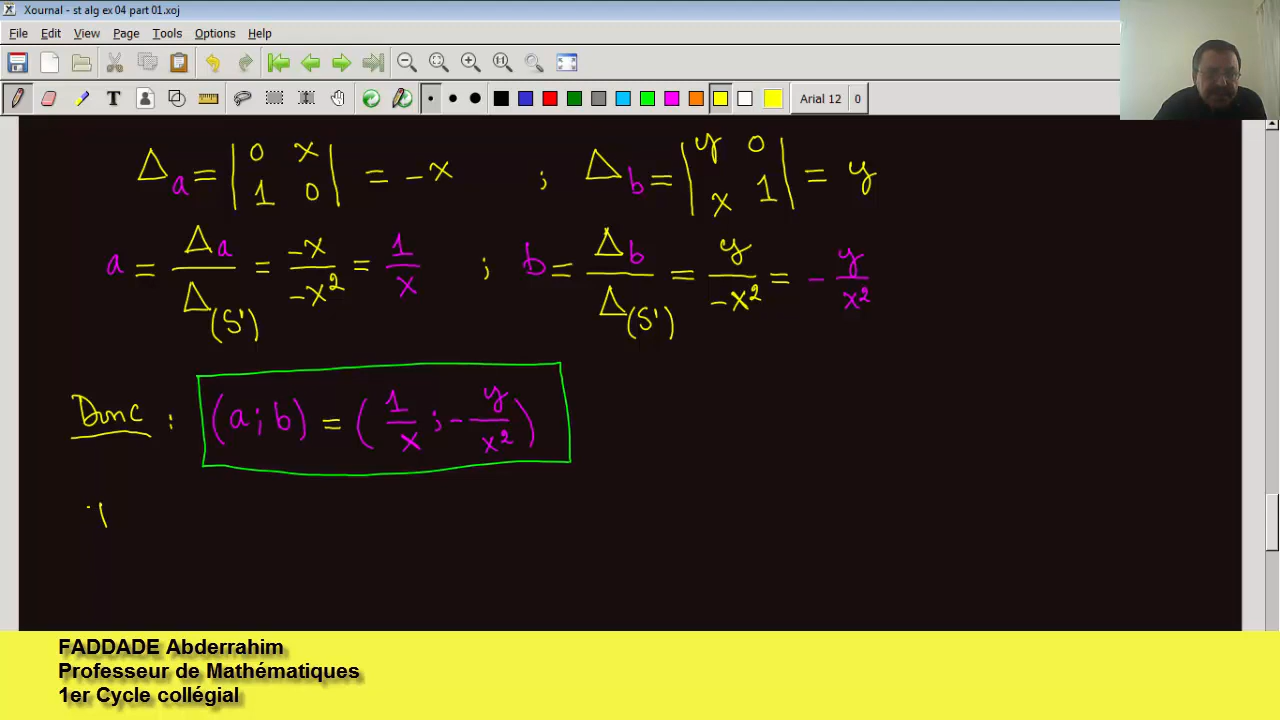 Xournal - st alg ex 04 part 01.xoj
File Edit View Page Tools Options Help
Arial 12 0
Δa = |0 x; 1 0| = -x ; Δb = |y 0; x 1| = y
a = Δa/Δ(S') = -x/-x² = 1/x ; b = Δb/Δ(S') = y/-x² = -y/x²
Donc : (a;b) = (1/x ; -y/x²)
FADDADE Abderrahim
Professeur de Mathématiques
1er Cycle collégial